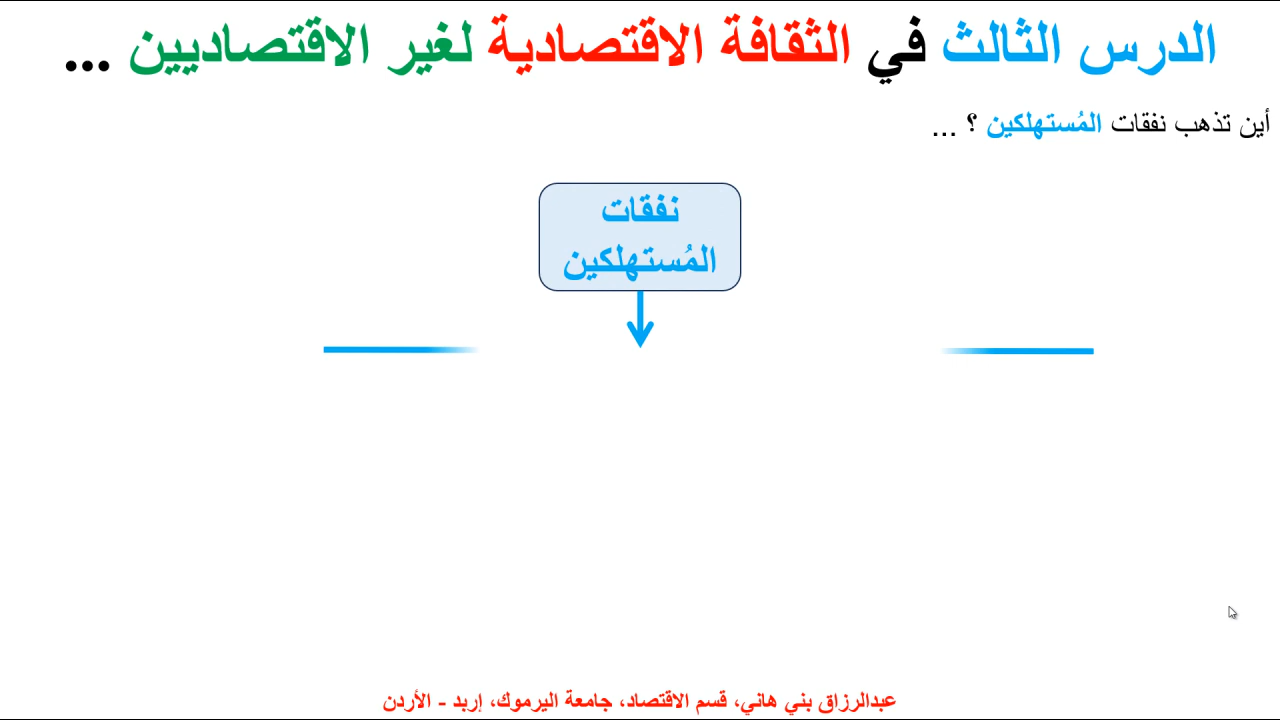 الدرس الثالث في الثقافة الاقتصادية لغير الاقتصاديين ...
أين تذهب نفقات المُستهلكين ؟ ...
نفقات
المُستهلكين
عبدالرزاق بني هاني، قسم الاقتصاد، جامعة اليرموك، إربد - الأردن